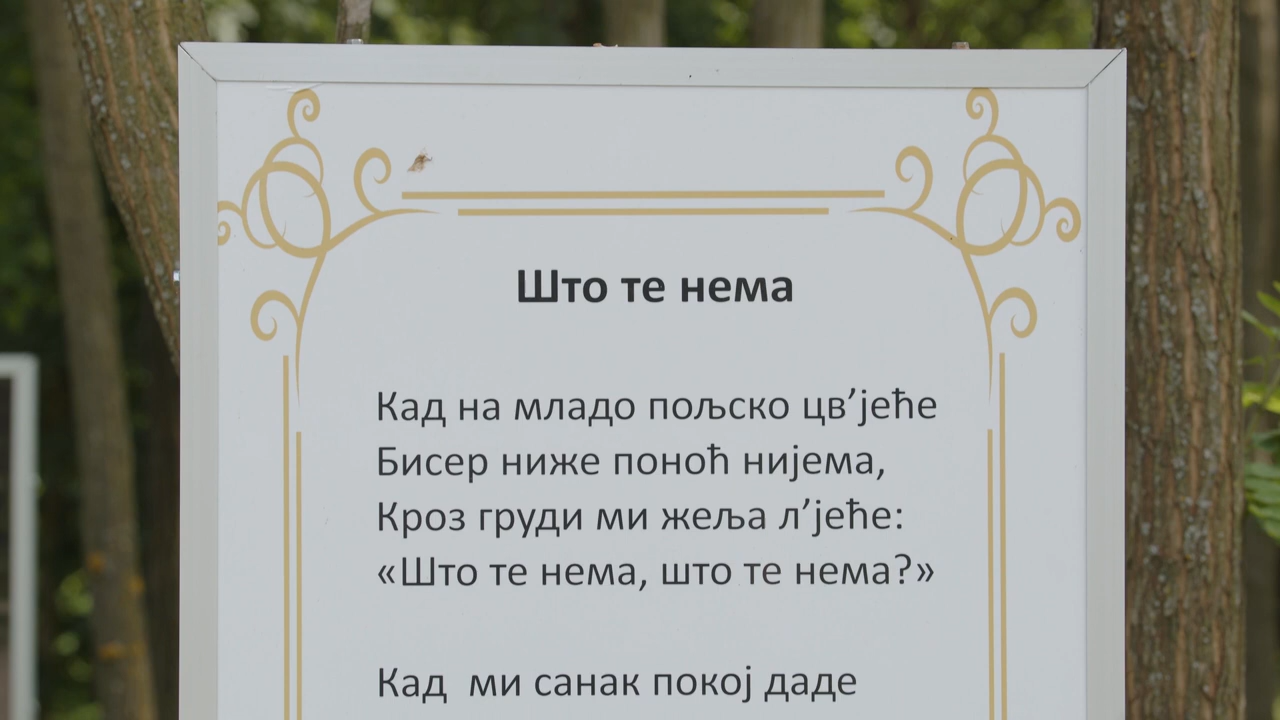 Што те нема
Кад на младо пољско цв’јеће
Бисер ниже поноћ нијема,
Кроз груди ми жеља л’јеће:
«Што те нема, што те нема?»
Кад  ми санак покој даде